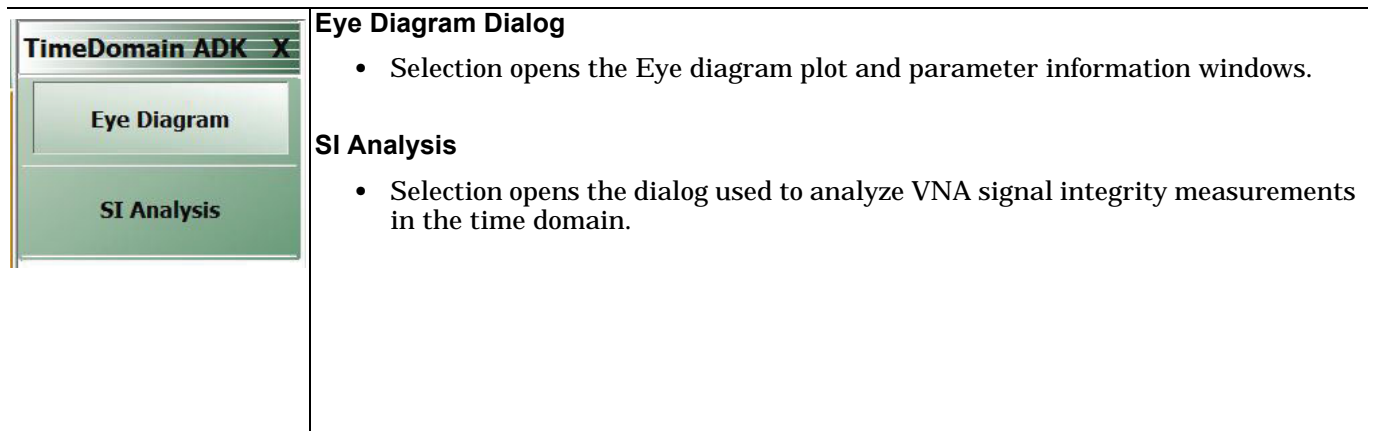 TimeDomain ADK X
Eye Diagram
SI Analysis
Eye Diagram Dialog
• Selection opens the Eye diagram plot and parameter information windows.
SI Analysis
• Selection opens the dialog used to analyze VNA signal integrity measurements
in the time domain.